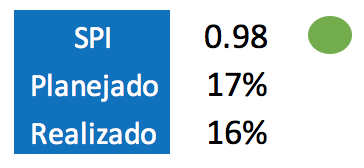 SPI 0.98
Planejado 17%
Realizado 16%